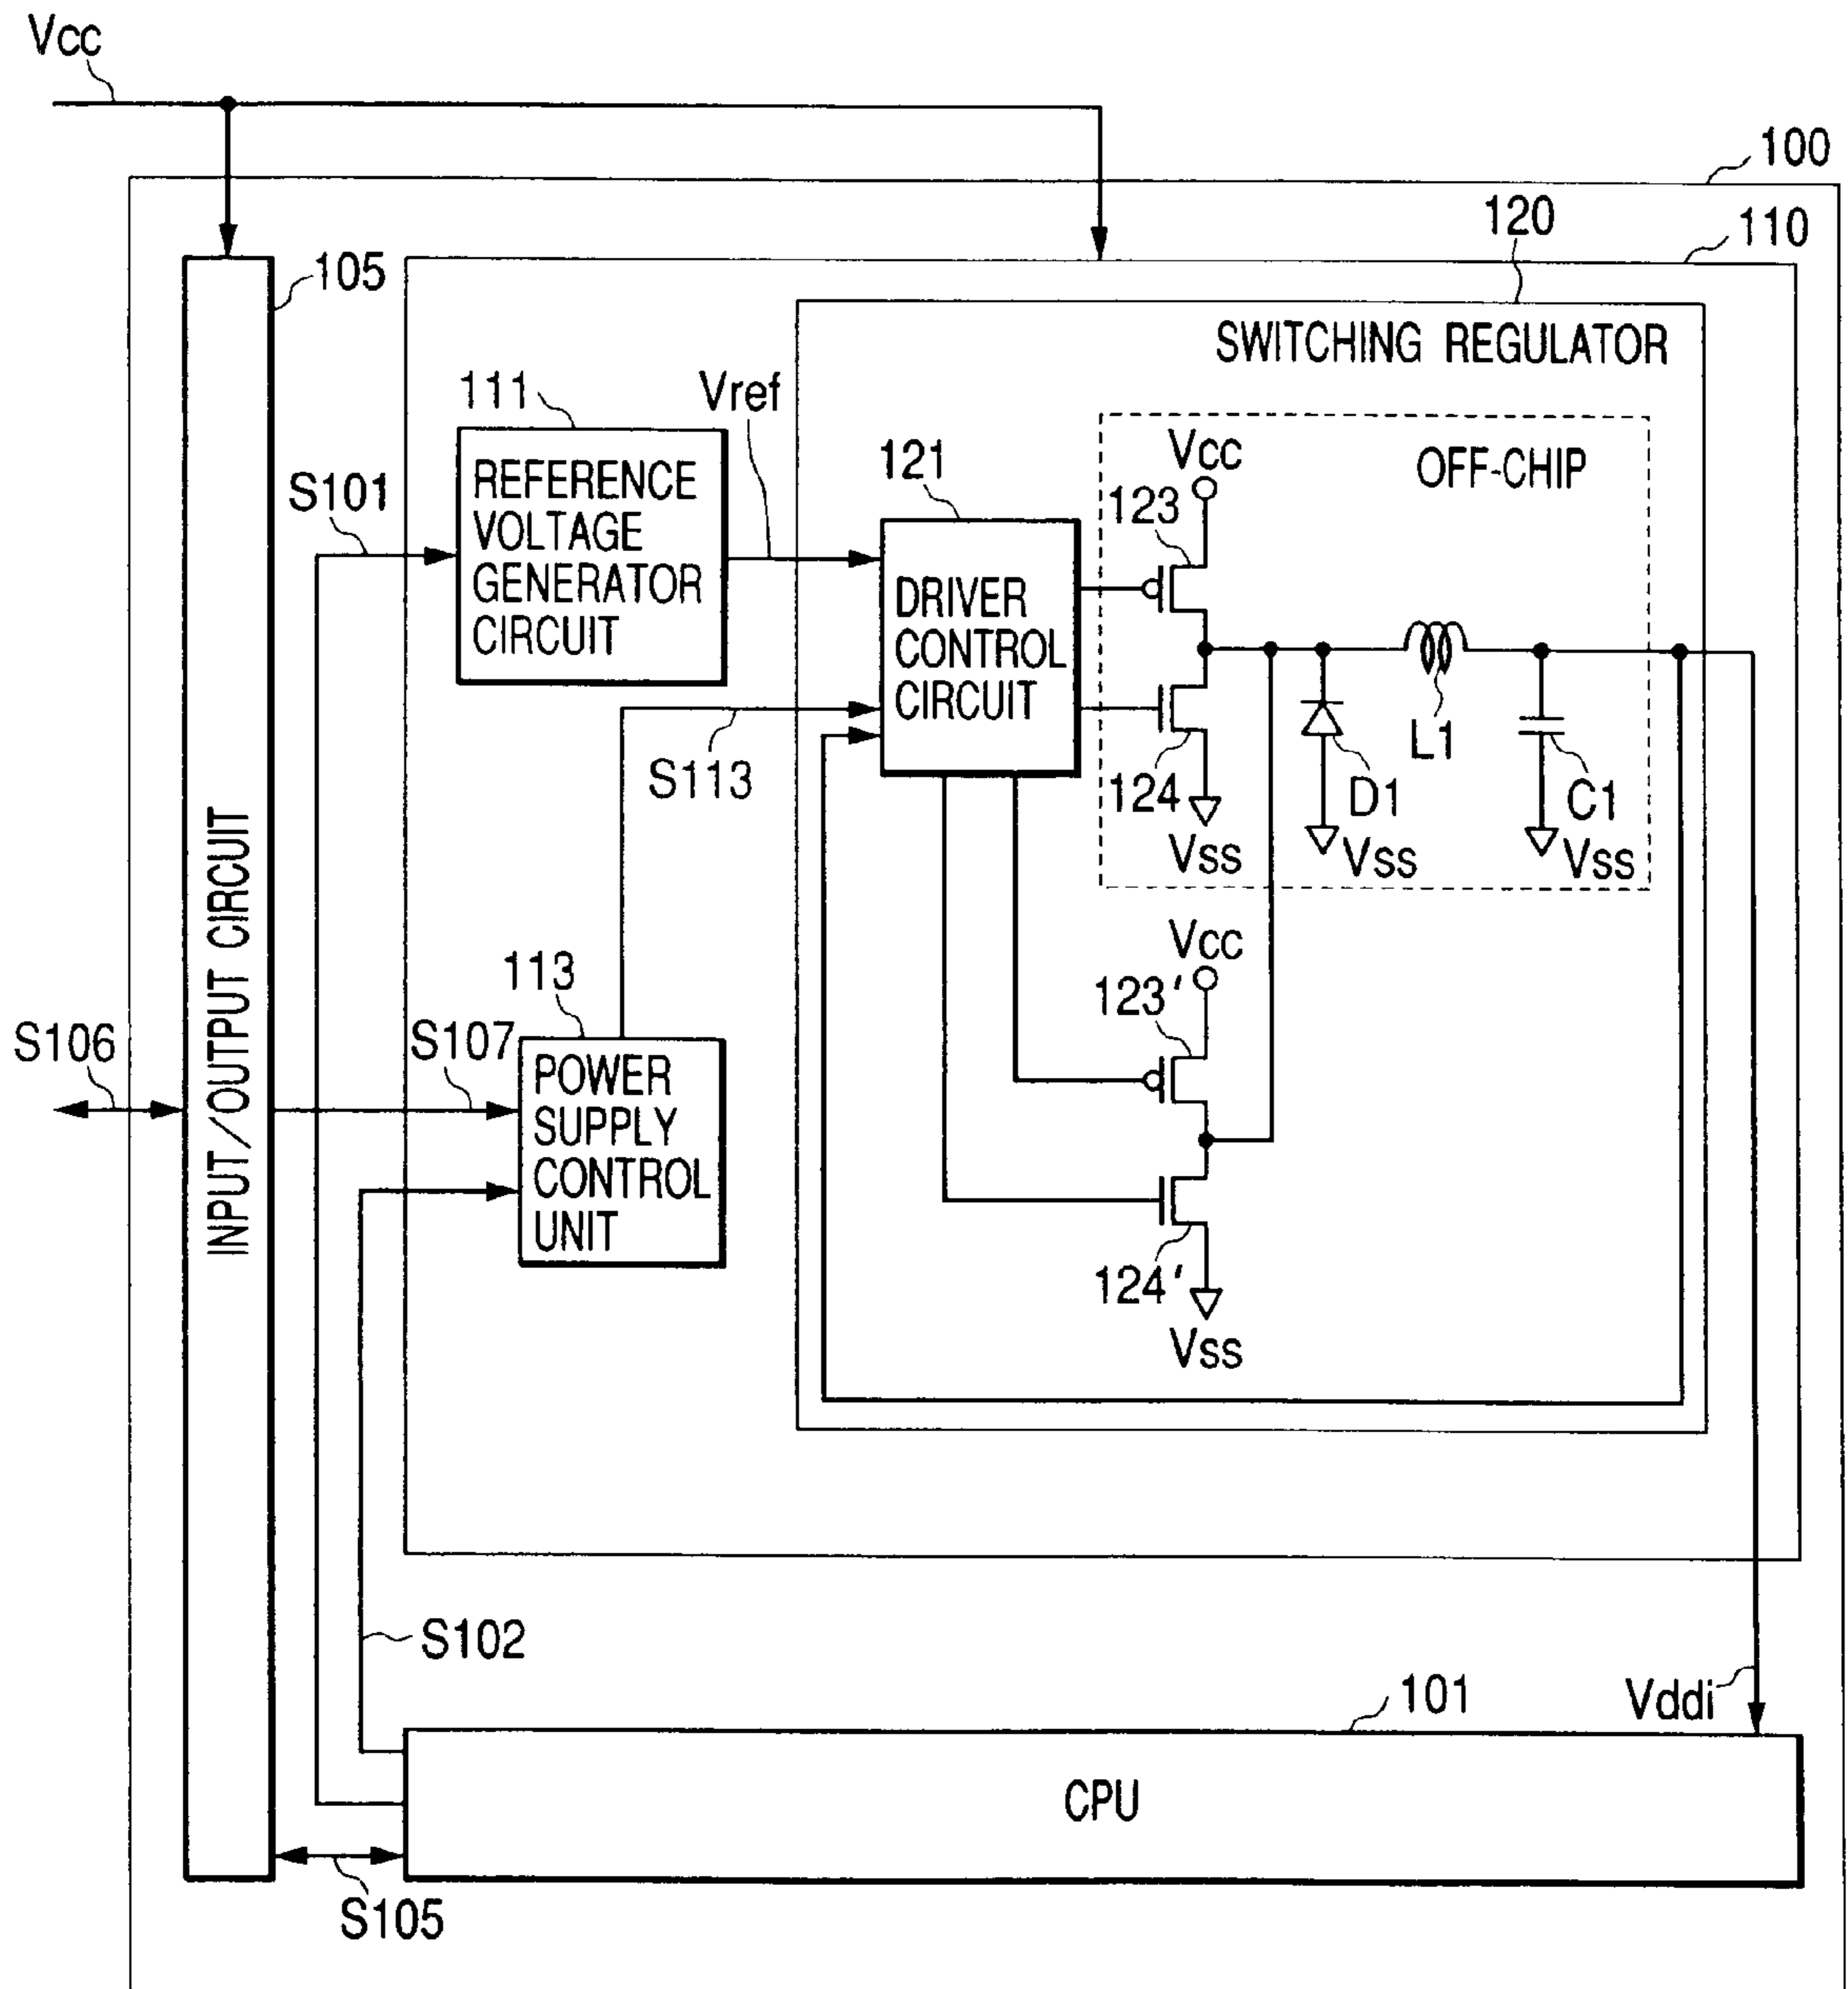 Vcc
100
120
110
105
SWITCHING REGULATOR
111
Vref
121
Vcc
OFF-CHIP
123
S101
REFERENCE
VOLTAGE
GENERATOR
CIRCUIT
DRIVER
CONTROL
CIRCUIT
S113
124
Vss
D1
Vss
L1
C1
Vss
INPUT/OUTPUT CIRCUIT
Vcc
123'
113
S107
S106
POWER
SUPPLY
CONTROL
UNIT
124'
Vss
S102
101
Vddi
CPU
S105